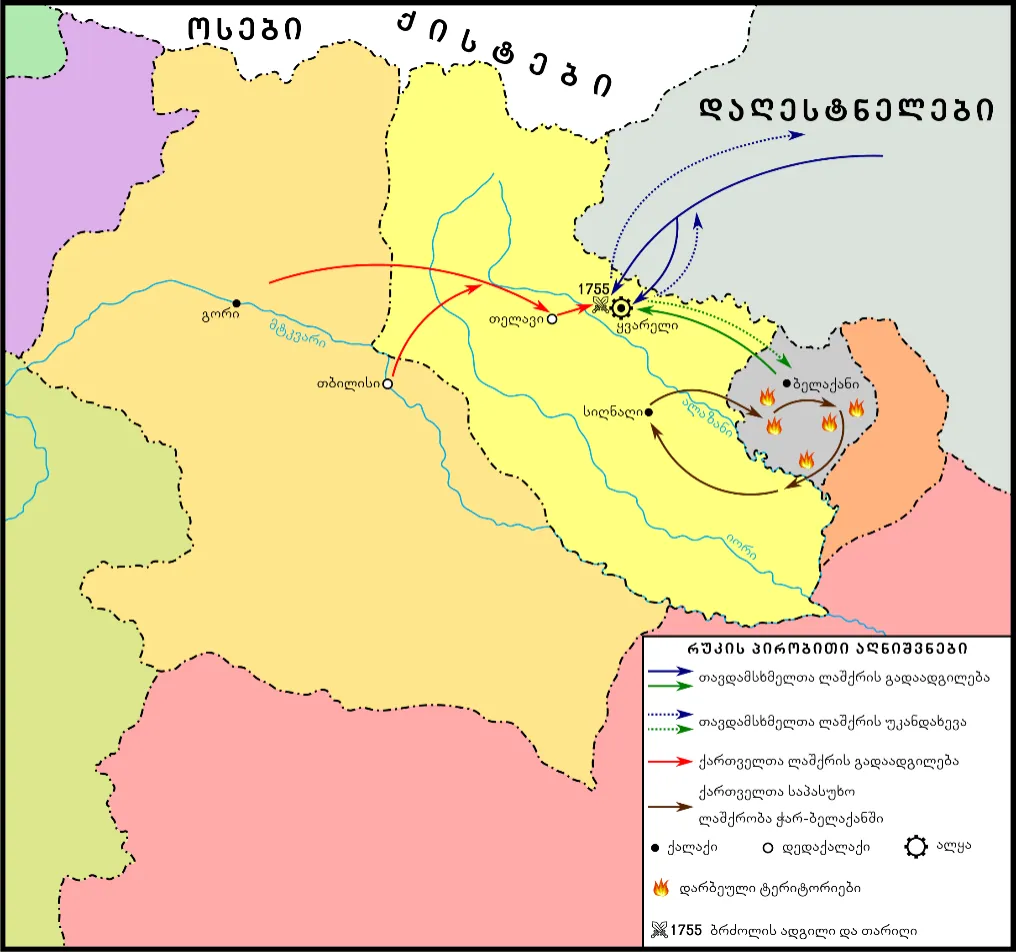 ოსები
ქისტები
დაღესტნელები
1755
გორი
მტკვარი
თელავი
ყვარელი
თბილისი
ბელაქანი
სიღნაღი
ალაზანი
იორი
რუკის პირობითი აღნიშვნები
თავდამსხმელთა ლაშქრის გადაადგილება
თავდამსხმელთა ლაშქრის უკანდახევა
ქართველთა ლაშქრის გადაადგილება
ქართველთა საპასუხო
ლაშქრობა ჭარ-ბელაქანში
ქალაქი დედაქალაქი ალყა
დარბეული ტერიტორიები
1755 ბრძოლის ადგილი და თარიღი